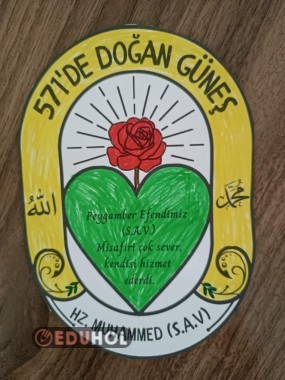 571'DE DOĞAN GÜNEŞ
الله
محمد
Peygamber Efendimiz
(S.A.V)
Misafiri çok sever,
kendisi hizmet
ederdi.
HZ. MUHAMMED (S.A.V)
EDUHOL